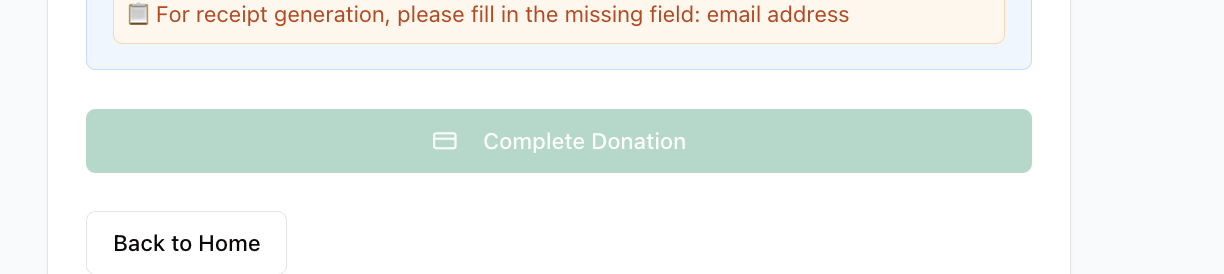 📋 For receipt generation, please fill in the missing field: email address
Complete Donation
Back to Home